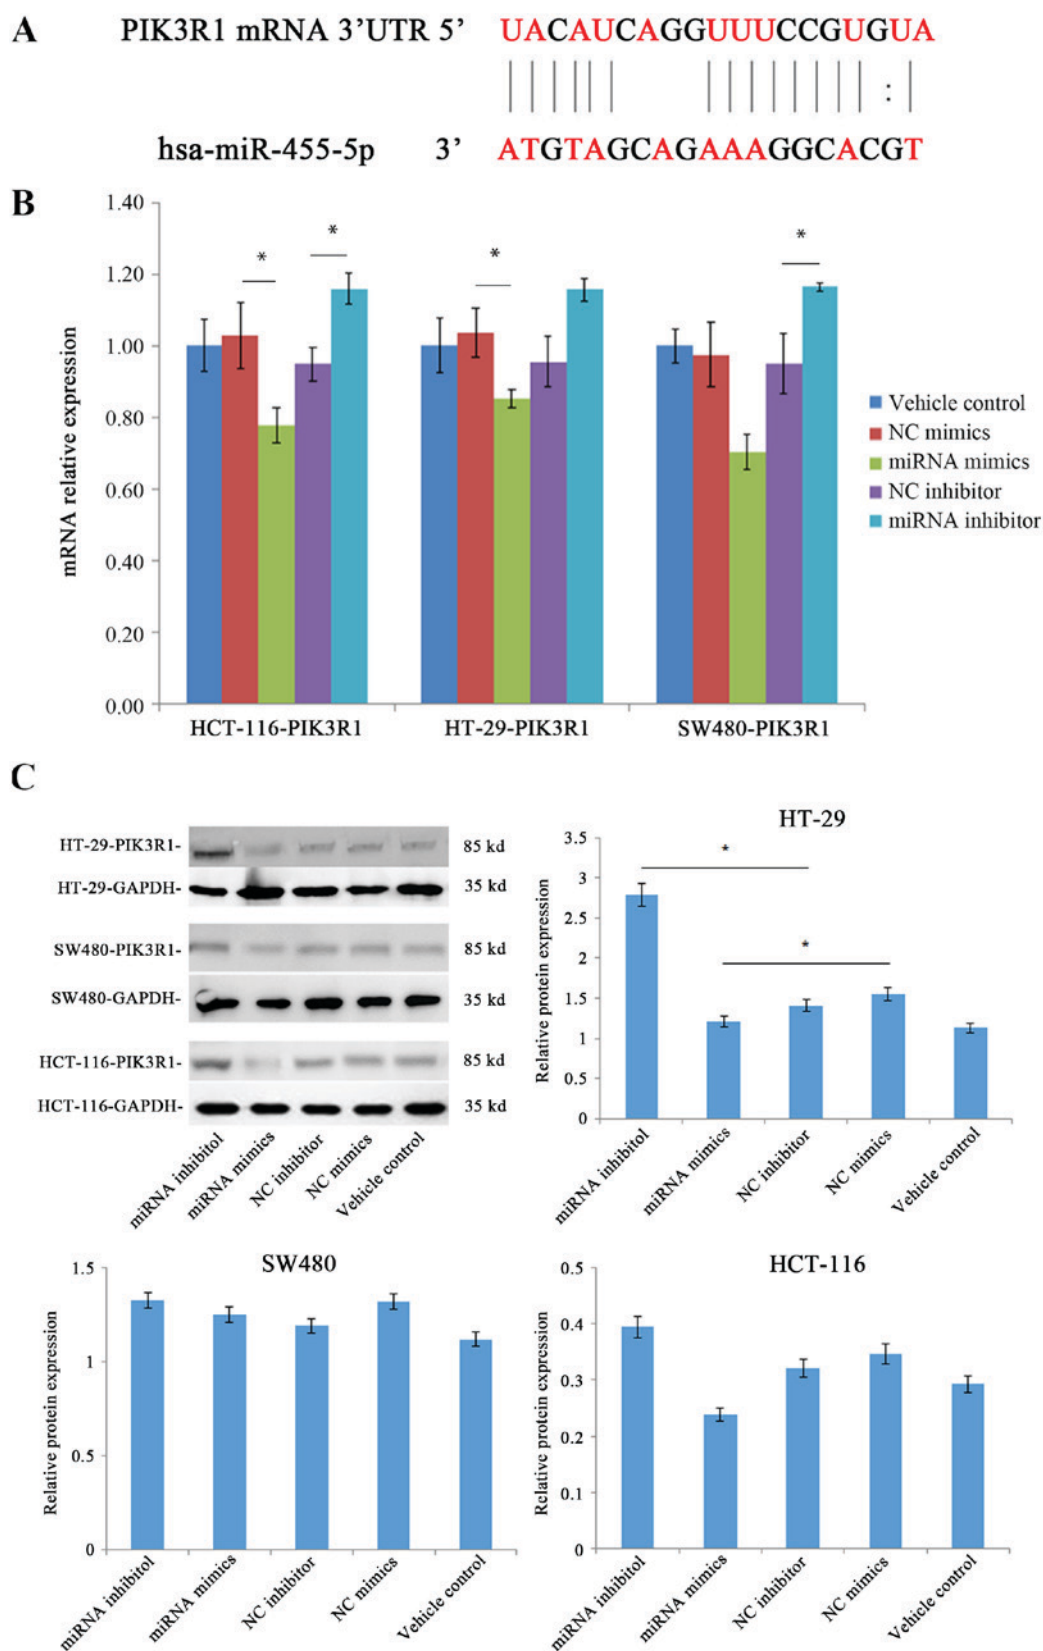 A
PIK3R1 mRNA 3’UTR 5’ UACAUCAGGUUUCCGUGUA
:
hsa-miR-455-5p 3’ ATGTAGCAGAAAGGCACGT
B
mRNA relative expression
1.40
1.20
1.00
0.80
0.60
0.40
0.20
0.00
* * * *
HCT-116-PIK3R1 HT-29-PIK3R1 SW480-PIK3R1
Vehicle control
NC mimics
miRNA mimics
NC inhibitor
miRNA inhibitor
C
HT-29-PIK3R1- 85 kd
HT-29-GAPDH- 35 kd
SW480-PIK3R1- 85 kd
SW480-GAPDH- 35 kd
HCT-116-PIK3R1- 85 kd
HCT-116-GAPDH- 35 kd
miRNA inhibitol
miRNA mimics
NC inhibitor
NC mimics
Vehicle control
HT-29
Relative protein expression
3.5
3
2.5
2
1.5
1
0.5
0
*
*
miRNA inhibitol
miRNA mimics
NC inhibitor
NC mimics
Vehicle control
SW480
Relative protein expression
1.5
1
0.5
0
miRNA inhibitol
miRNA mimics
NC inhibitor
NC mimics
Vehicle control
HCT-116
Relative protein expression
0.5
0.4
0.3
0.2
0.1
0
miRNA inhibitol
miRNA mimics
NC inhibitor
NC mimics
Vehicle control